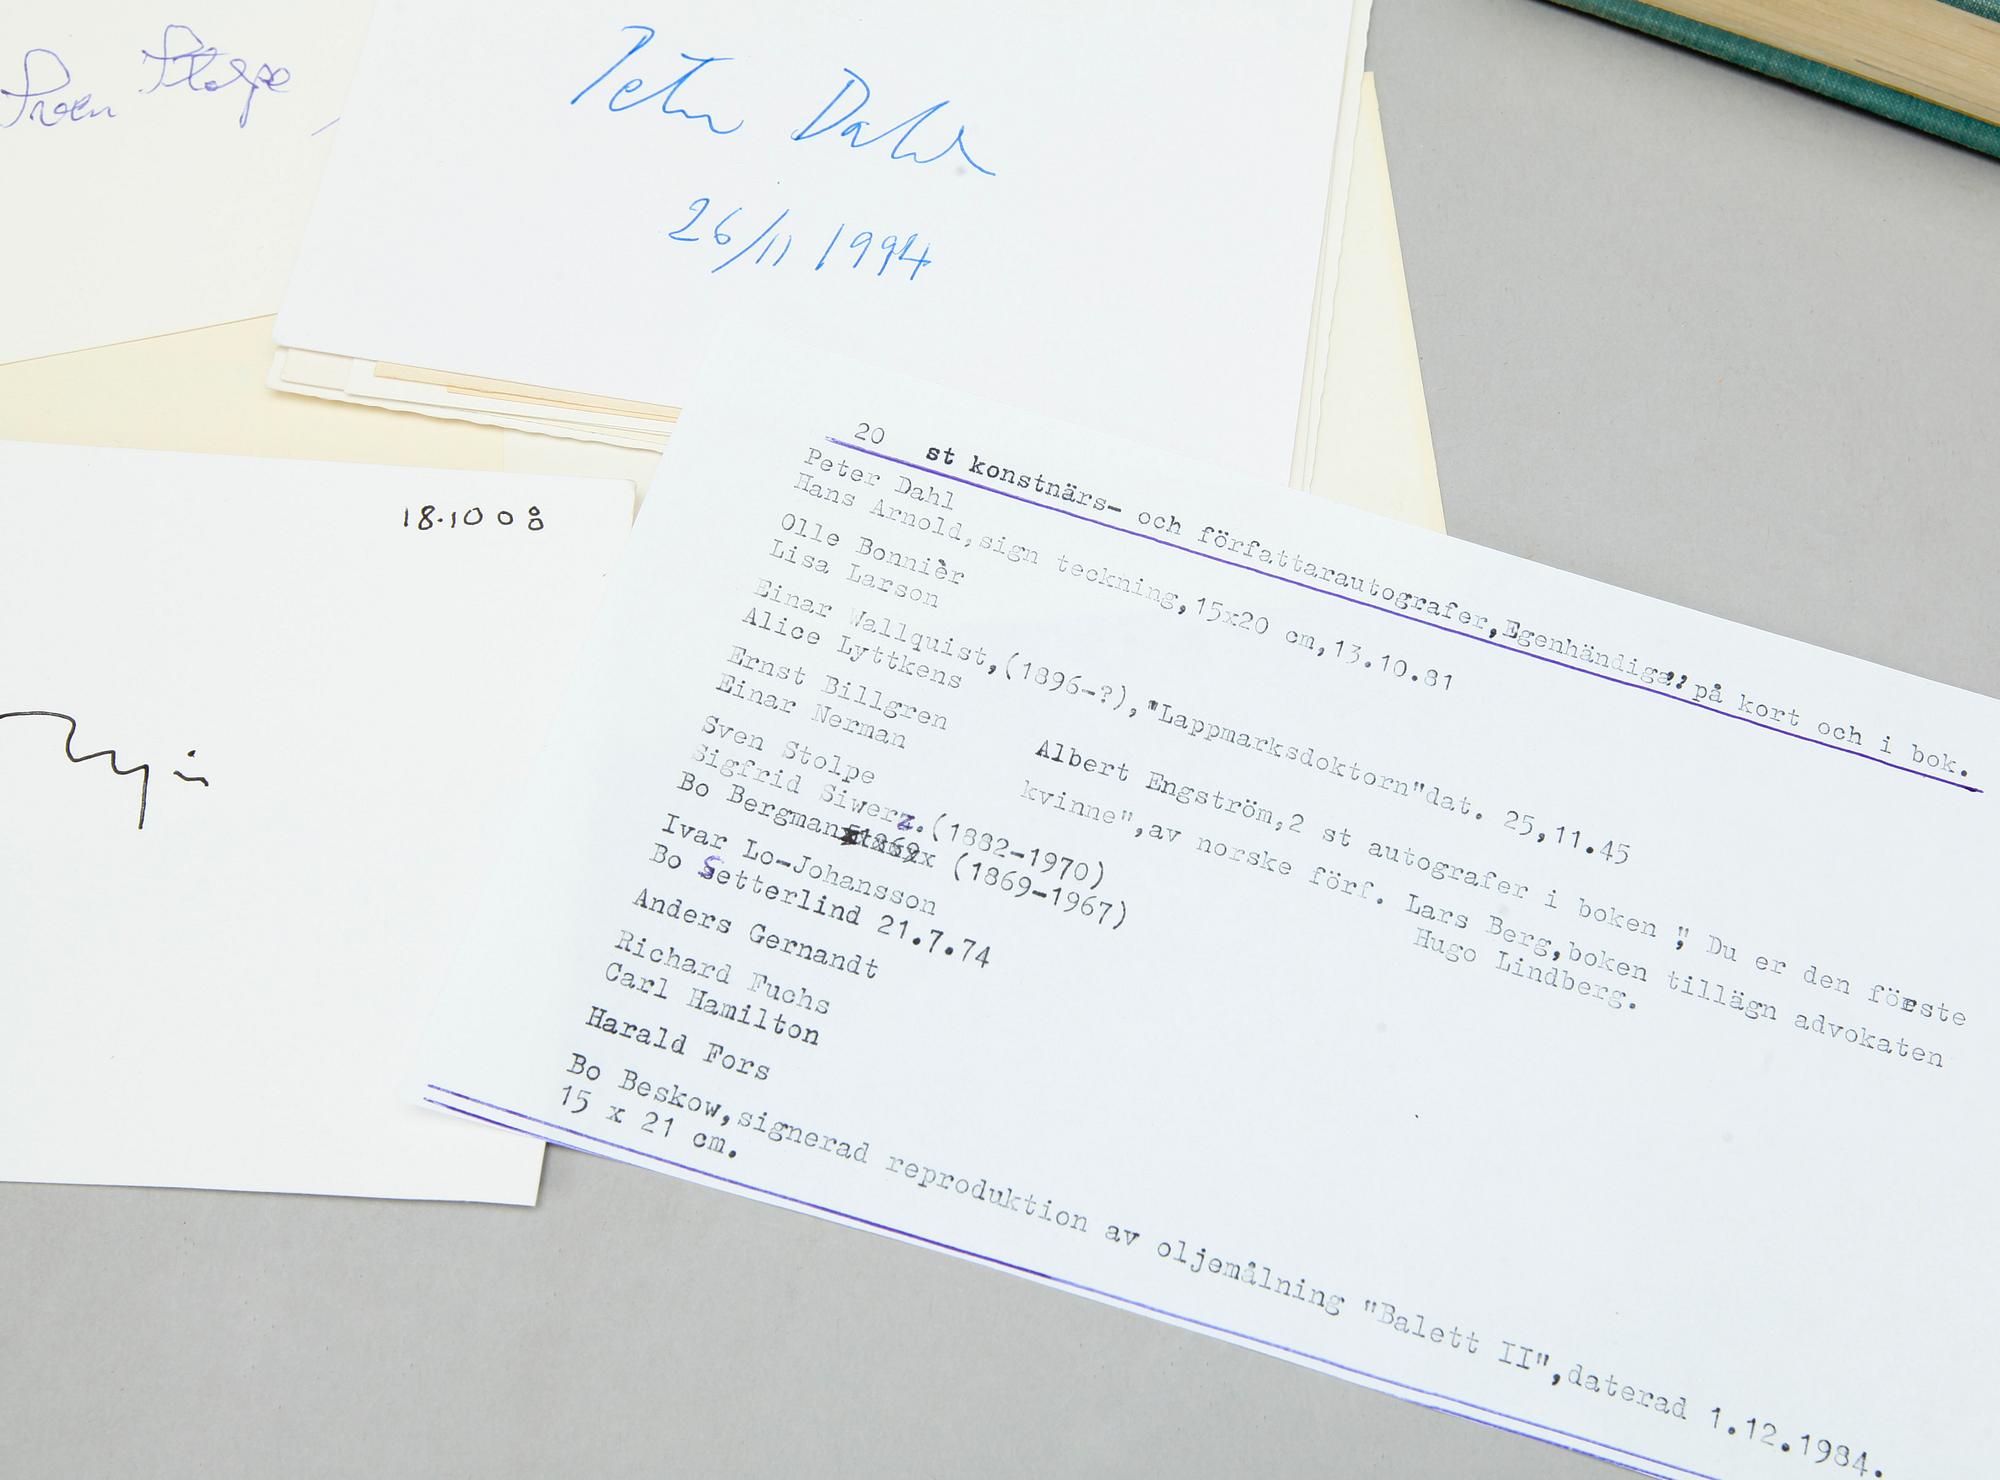 Sven Stolpe
Peter Dahl
26/11 1994
18.10 08
20 st konstnärs- och författarautografer,Egenhändiga, på kort och i bok.
Peter Dahl
Hans Arnold,sign teckning,15x20 cm,13.10.81
Olle Bonnièr
Lisa Larson
Einar Wallquist,(1896-?),"Lappmarksdoktorn"dat. 25,11.45
Alice Lyttkens
Ernst Billgren
Einar Nerman
Albert Engström,2 st autografer i boken " Du er den förste
kvinne",av norske förf. Lars Berg,boken tillägn advokaten
Hugo Lindberg.
Sven Stolpe
Sigfrid Siwerz.(1882-1970)
Bo Bergman (1869-1967)
Ivar Lo-Johansson
Bo Setterlind 21.7.74
Anders Gernandt
Richard Fuchs
Carl Hamilton
Harald Fors
Bo Beskow,signerad reproduktion av oljemålning "Balett II",daterad 1.12.1984.
15 x 21 cm.